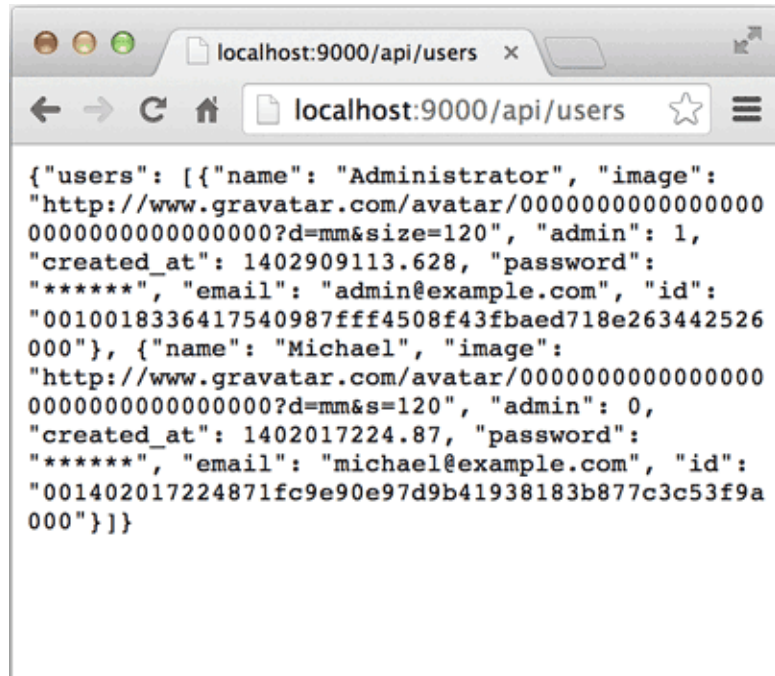 localhost:9000/api/users ×
localhost:9000/api/users
{"users": [{"name": "Administrator", "image":
"http://www.gravatar.com/avatar/0000000000000000
0000000000000000?d=mm&size=120", "admin": 1,
"created_at": 1402909113.628, "password":
"******", "email": "admin@example.com", "id":
"0010018336417540987fff4508f43fbaed718e263442526
000"}, {"name": "Michael", "image":
"http://www.gravatar.com/avatar/0000000000000000
0000000000000000?d=mm&s=120", "admin": 0,
"created_at": 1402017224.87, "password":
"******", "email": "michael@example.com", "id":
"001402017224871fc9e90e97d9b41938183b877c3c53f9a
000"}]}